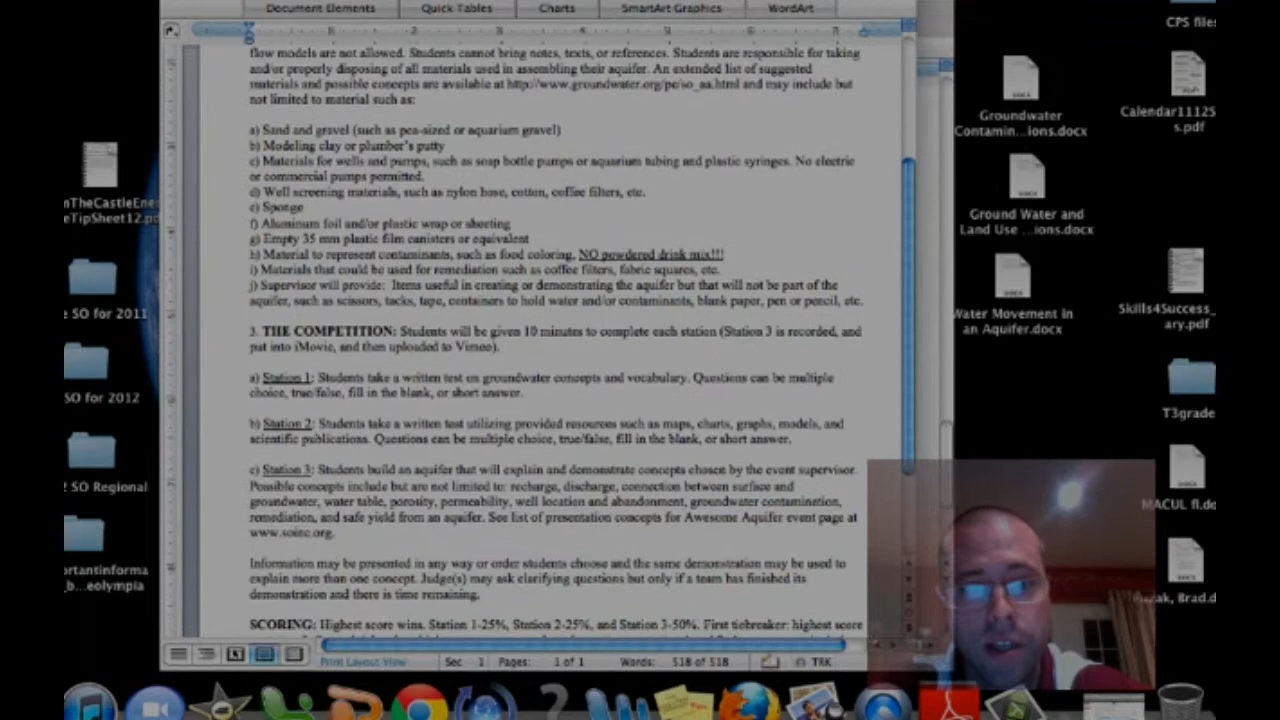 Document Elements
Quick Tables
Charts
SmartArt Graphics
WordArt
flow models are not allowed. Students cannot bring notes, texts, or references. Students are responsible for taking
and/or properly disposing of all materials used in assembling their aquifer. An extended list of suggested
materials and possible concepts are available at http://www.groundwater.org/pe/so_aa.html and may include but
not limited to material such as:
a) Sand and gravel (such as pea-sized or aquarium gravel)
b) Modeling clay or plumber's putty
c) Materials for wells and pumps, such as soap bottle pumps or aquarium tubing and plastic syringes. No electric
or commercial pumps permitted.
d) Well screening materials, such as nylon hose, cotton, coffee filters, etc.
e) Sponge
f) Aluminum foil and/or plastic wrap or sheeting
g) Empty 35 mm plastic film canisters or equivalent
h) Material to represent contaminants, such as food coloring, NO powdered drink mix!!!
i) Materials that could be used for remediation such as coffee filters, fabric squares, etc.
j) Supervisor will provide: Items useful in creating or demonstrating the aquifer but that will not be part of the
aquifer, such as scissors, tacks, tape, containers to hold water and/or contaminants, blank paper, pen or pencil, etc.
3. THE COMPETITION: Students will be given 10 minutes to complete each station (Station 3 is recorded, and
put into iMovie, and then uploaded to Vimeo).
a) Station 1: Students take a written test on groundwater concepts and vocabulary. Questions can be multiple
choice, true/false, fill in the blank, or short answer.
b) Station 2: Students take a written test utilizing provided resources such as maps, charts, graphs, models, and
scientific publications. Questions can be multiple choice, true/false, fill in the blank, or short answer.
c) Station 3: Students build an aquifer that will explain and demonstrate concepts chosen by the event supervisor.
Possible concepts include but are not limited to: recharge, discharge, connection between surface and
groundwater, water table, porosity, permeability, well location and abandonment, groundwater contamination,
remediation, and safe yield from an aquifer. See list of presentation concepts for Awesome Aquifer event page at
www.soinc.org.
Information may be presented in any way or order students choose and the same demonstration may be used to
explain more than one concept. Judge(s) may ask clarifying questions but only if a team has finished its
demonstration and there is time remaining.
SCORING: Highest score wins. Station 1-25%, Station 2-25%, and Station 3-50%. First tiebreaker: highest score
Print Layout View
Sec 1
Pages: 1 of 1
Words: 518 of 518
TRK
nTheCastleEne
eTipSheet12.pd
e SO for 2011
SO for 2012
2 SO Regional
ortantinforma
_b...eolympia
Groundwater
Contamin...ions.docx
Ground Water and
Land Use ...ions.docx
Water Movement in
an Aquifer.docx
CPS files
Calendar1112S
s.pdf
Skills4Success_
ary.pdf
T3grade
MACUL fl.do
Brad.d